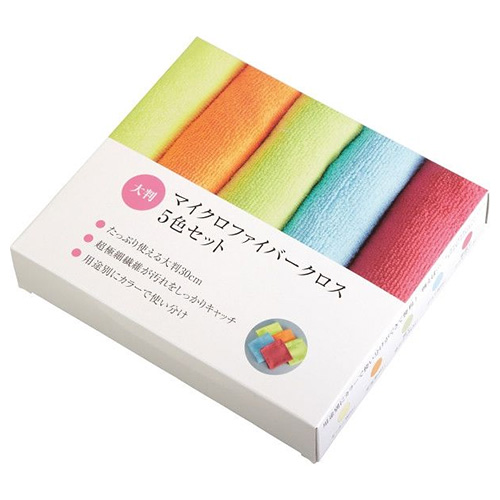 大判
マイクロファイバークロス
5色セット
たっぷり使える大判30cm
超極細繊維が汚れをしっかりキャッチ
用途別にカラーで使い分け